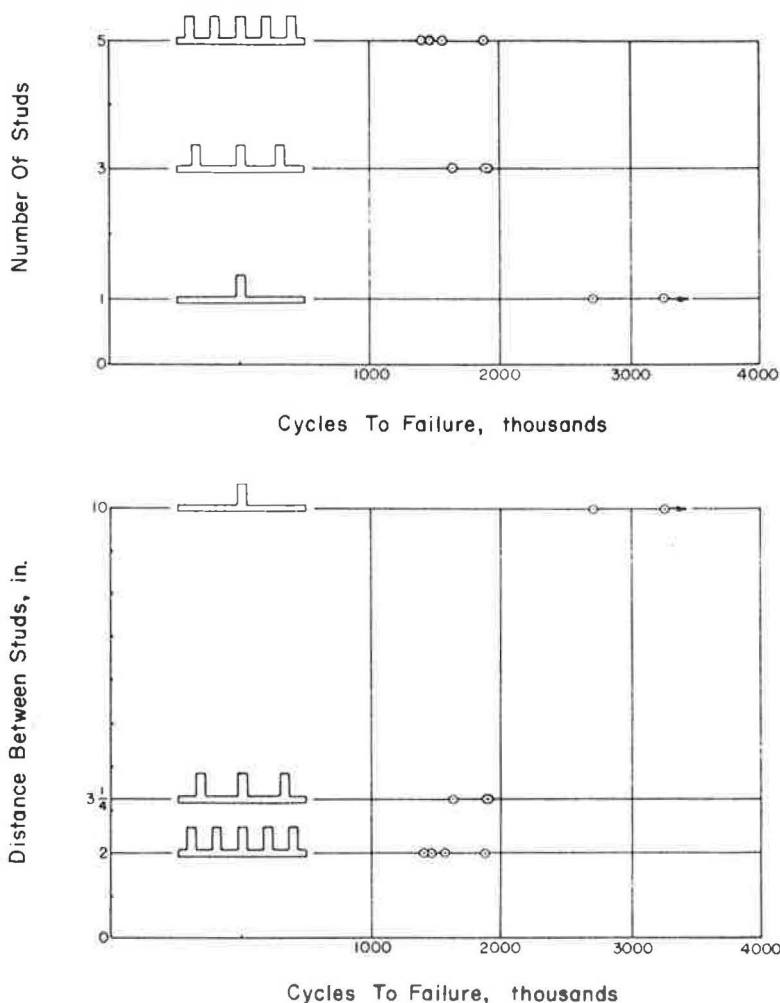 Number Of Studs
5
3
1
0
1000 2000 3000 4000
Cycles To Failure, thousands
Distance Between Studs, in.
10
3 1/4
2
0
1000 2000 3000 4000
Cycles To Failure, thousands